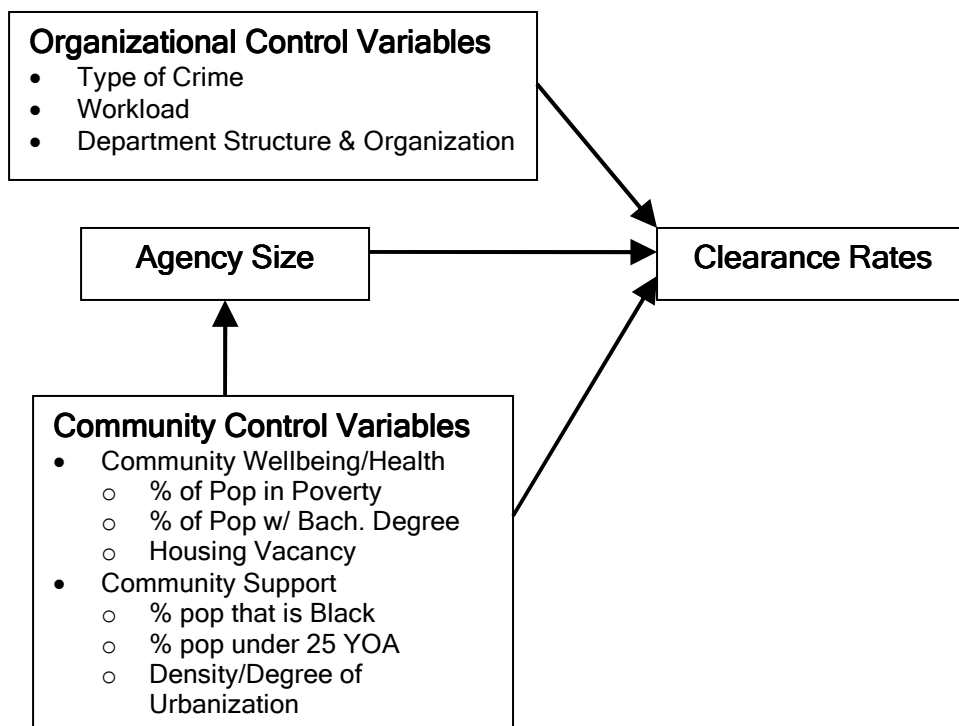 Organizational Control Variables
• Type of Crime
• Workload
• Department Structure & Organization
Agency Size
Clearance Rates
Community Control Variables
• Community Wellbeing/Health
o % of Pop in Poverty
o % of Pop w/ Bach. Degree
o Housing Vacancy
• Community Support
o % pop that is Black
o % pop under 25 YOA
o Density/Degree of
Urbanization